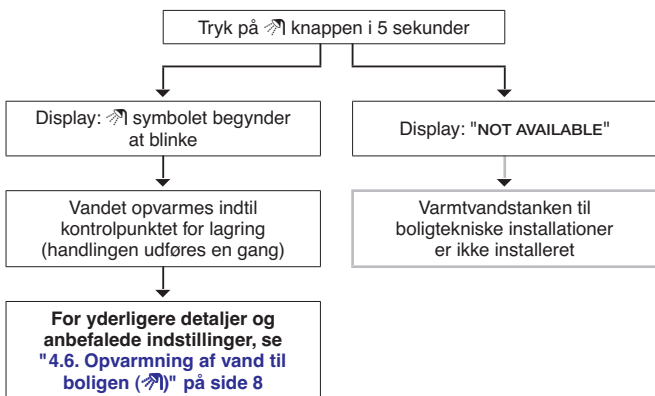 Tryk på knappen i 5 sekunder
Display: symbolet begynder
at blinke
Display: "NOT AVAILABLE"
Vandet opvarmes indtil
kontrolpunktet for lagring
(handlingen udføres en gang)
Varmtvandstanken til
boligtekniske installationer
er ikke installeret
For yderligere detaljer og
anbefalede indstillinger, se
"4.6. Opvarmning af vand til
boligen ()" på side 8